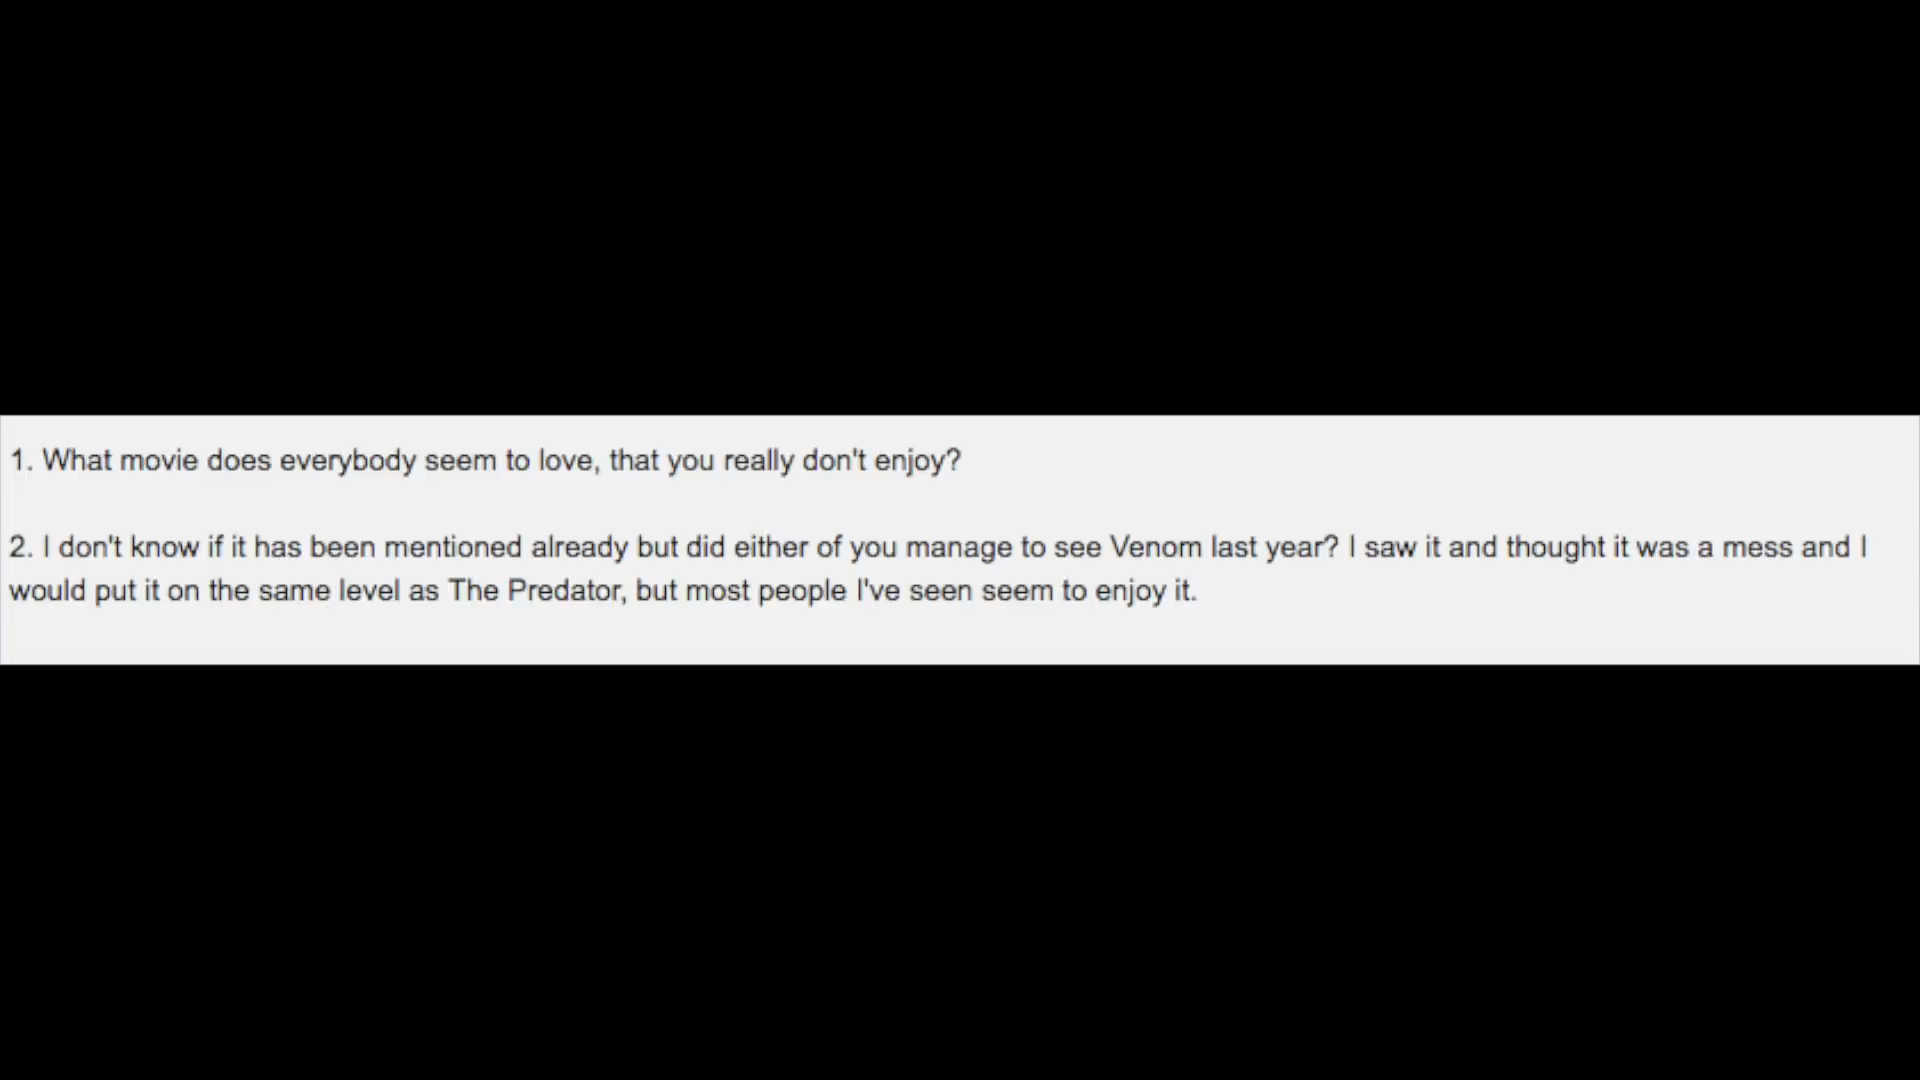 1. What movie does everybody seem to love, that you really don't enjoy?
2. I don't know if it has been mentioned already but did either of you manage to see Venom last year? I saw it and thought it was a mess and I
would put it on the same level as The Predator, but most people I've seen seem to enjoy it.